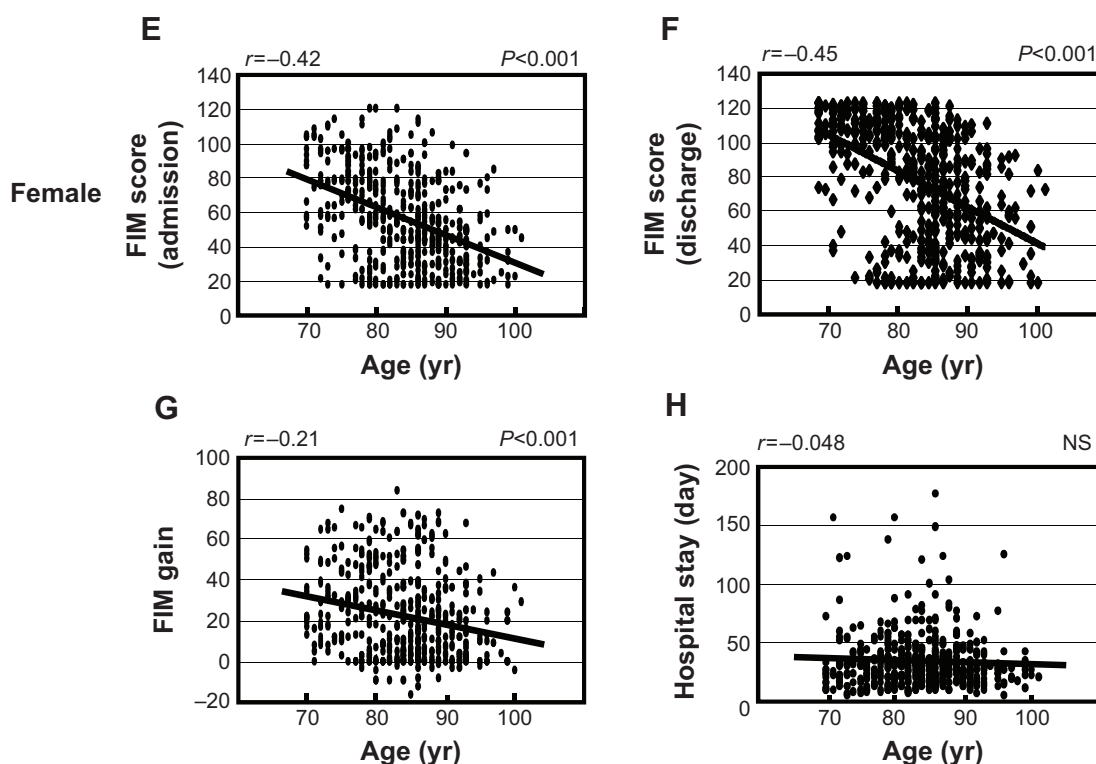 E
r=–0.42 P<0.001
140
120
100
80
60
40
20
0
FIM score
(admission)
70 80 90 100
Age (yr)
F
r=–0.45 P<0.001
140
120
100
80
60
40
20
0
FIM score
(discharge)
70 80 90 100
Age (yr)
Female
G
r=–0.21 P<0.001
100
80
60
40
20
0
–20
FIM gain
70 80 90 100
Age (yr)
H
r=–0.048 NS
200
150
100
50
0
Hospital stay (day)
70 80 90 100
Age (yr)